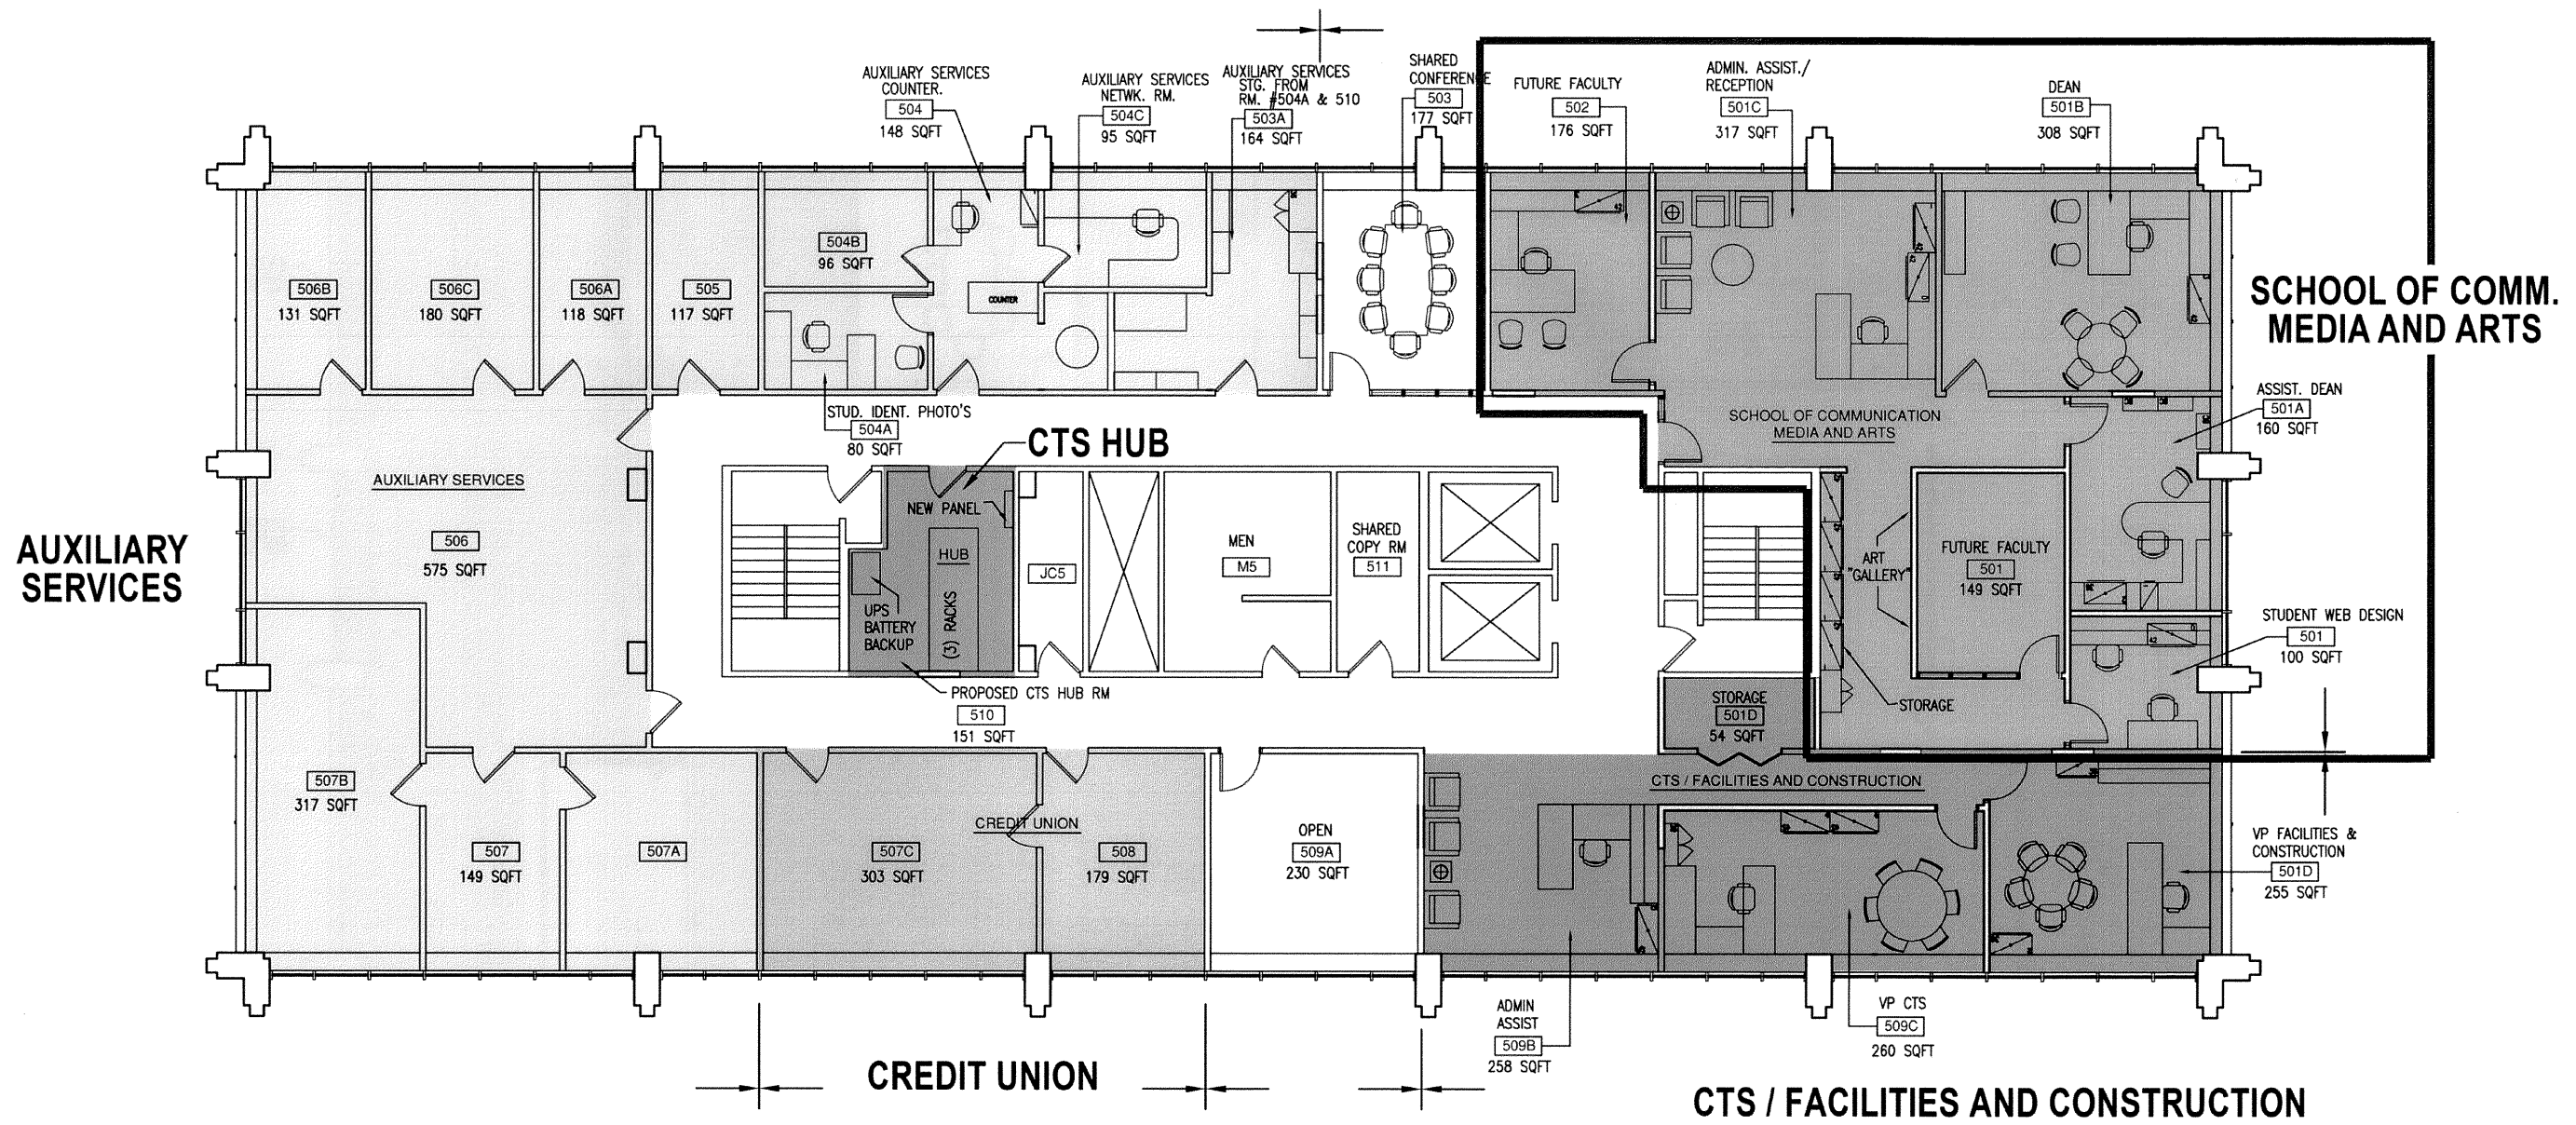 AUXILIARY SERVICES
COUNTER.
504
148 SQFT
AUXILIARY SERVICES
NETWK. RM.
504C
95 SQFT
AUXILIARY SERVICES
STG. FROM
RM. #504A & 510
503A
164 SQFT
SHARED
CONFERENCE
503
177 SQFT
FUTURE FACULTY
502
176 SQFT
ADMIN. ASSIST./
RECEPTION
501C
317 SQFT
DEAN
501B
308 SQFT
506B
131 SQFT
506C
180 SQFT
506A
118 SQFT
505
117 SQFT
504B
96 SQFT
COUNTER
STUD. IDENT. PHOTO'S
504A
80 SQFT
SCHOOL OF COMM.
MEDIA AND ARTS
ASSIST. DEAN
501A
160 SQFT
SCHOOL OF COMMUNICATION
MEDIA AND ARTS
CTS HUB
AUXILIARY SERVICES
506
575 SQFT
AUXILIARY
SERVICES
NEW PANEL
HUB
(3) RACKS
UPS
BATTERY
BACKUP
JC5
MEN
M5
SHARED
COPY RM
511
ART
"GALLERY"
FUTURE FACULTY
501
149 SQFT
STUDENT WEB DESIGN
501
100 SQFT
STORAGE
PROPOSED CTS HUB RM
510
151 SQFT
STORAGE
501D
54 SQFT
507B
317 SQFT
507
149 SQFT
507A
507C
303 SQFT
CREDIT UNION
508
179 SQFT
OPEN
509A
230 SQFT
CTS / FACILITIES AND CONSTRUCTION
VP FACILITIES &
CONSTRUCTION
501D
255 SQFT
ADMIN
ASSIST
509B
258 SQFT
VP CTS
509C
260 SQFT
CREDIT UNION
CTS / FACILITIES AND CONSTRUCTION